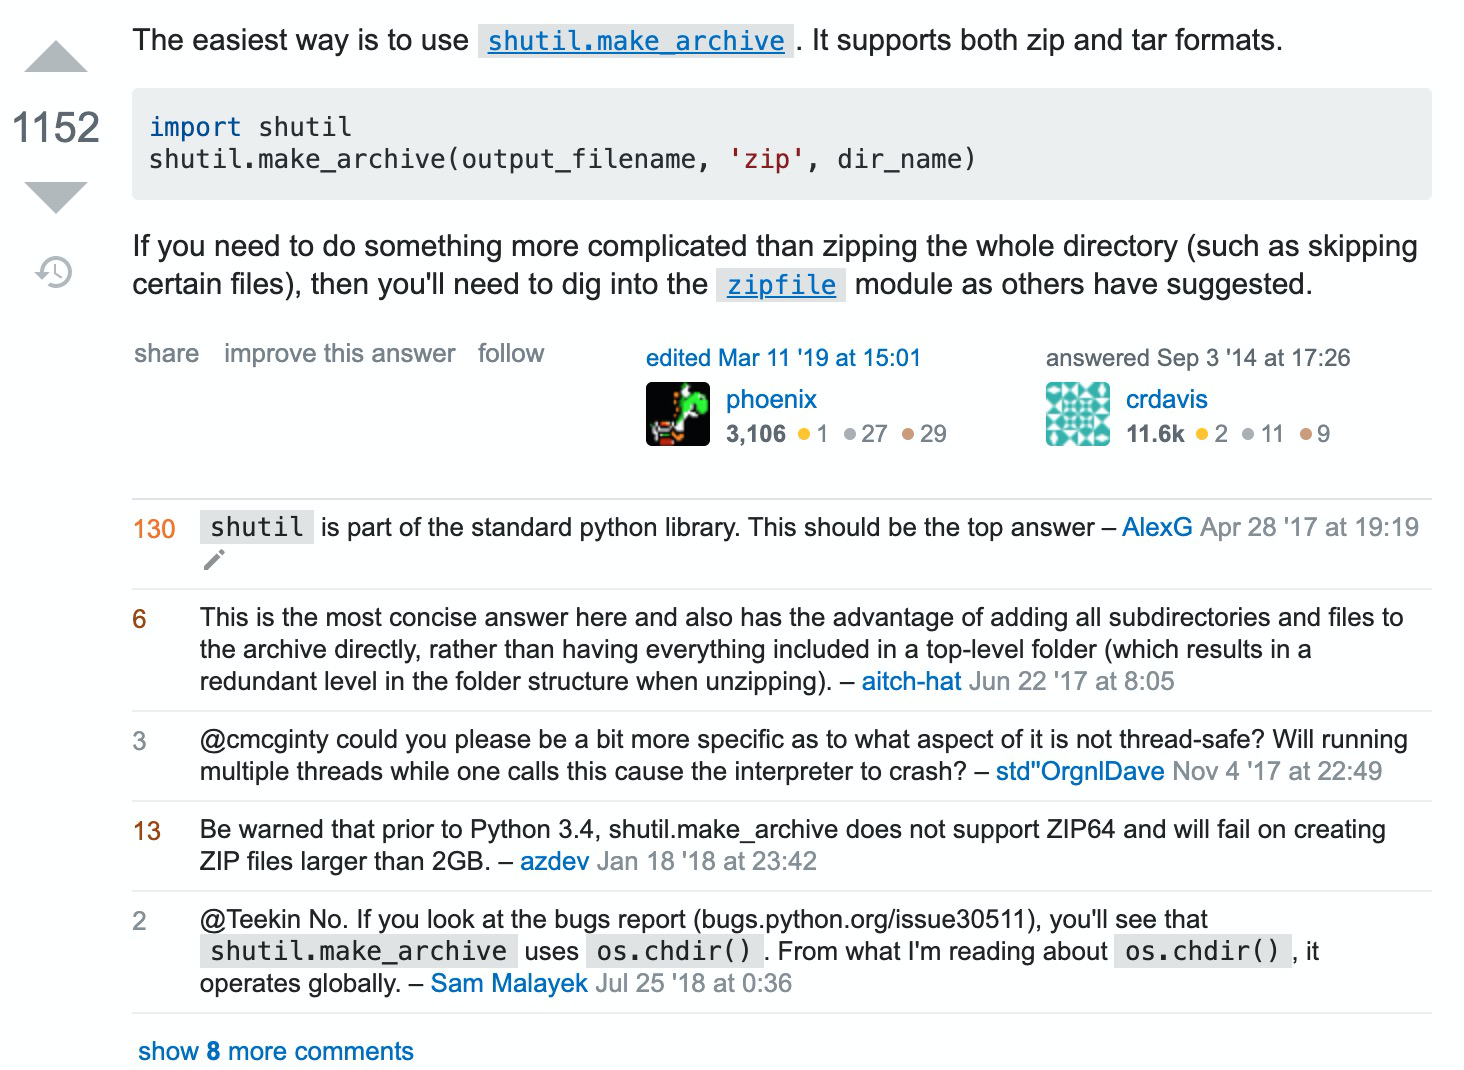 The easiest way is to use shutil.make_archive. It supports both zip and tar formats.
1152
import shutil
shutil.make_archive(output_filename, 'zip', dir_name)
If you need to do something more complicated than zipping the whole directory (such as skipping
certain files), then you'll need to dig into the zipfile module as others have suggested.
share improve this answer follow
edited Mar 11 '19 at 15:01
phoenix
3,106 1 27 29
answered Sep 3 '14 at 17:26
crdavis
11.6k 2 11 9
130 shutil is part of the standard python library. This should be the top answer – AlexG Apr 28 '17 at 19:19
6 This is the most concise answer here and also has the advantage of adding all subdirectories and files to
the archive directly, rather than having everything included in a top-level folder (which results in a
redundant level in the folder structure when unzipping). – aitch-hat Jun 22 '17 at 8:05
3 @cmcginty could you please be a bit more specific as to what aspect of it is not thread-safe? Will running
multiple threads while one calls this cause the interpreter to crash? – std''OrgnlDave Nov 4 '17 at 22:49
13 Be warned that prior to Python 3.4, shutil.make_archive does not support ZIP64 and will fail on creating
ZIP files larger than 2GB. – azdev Jan 18 '18 at 23:42
2 @Teekin No. If you look at the bugs report (bugs.python.org/issue30511), you'll see that
shutil.make_archive uses os.chdir(). From what I'm reading about os.chdir(), it
operates globally. – Sam Malayek Jul 25 '18 at 0:36
show 8 more comments